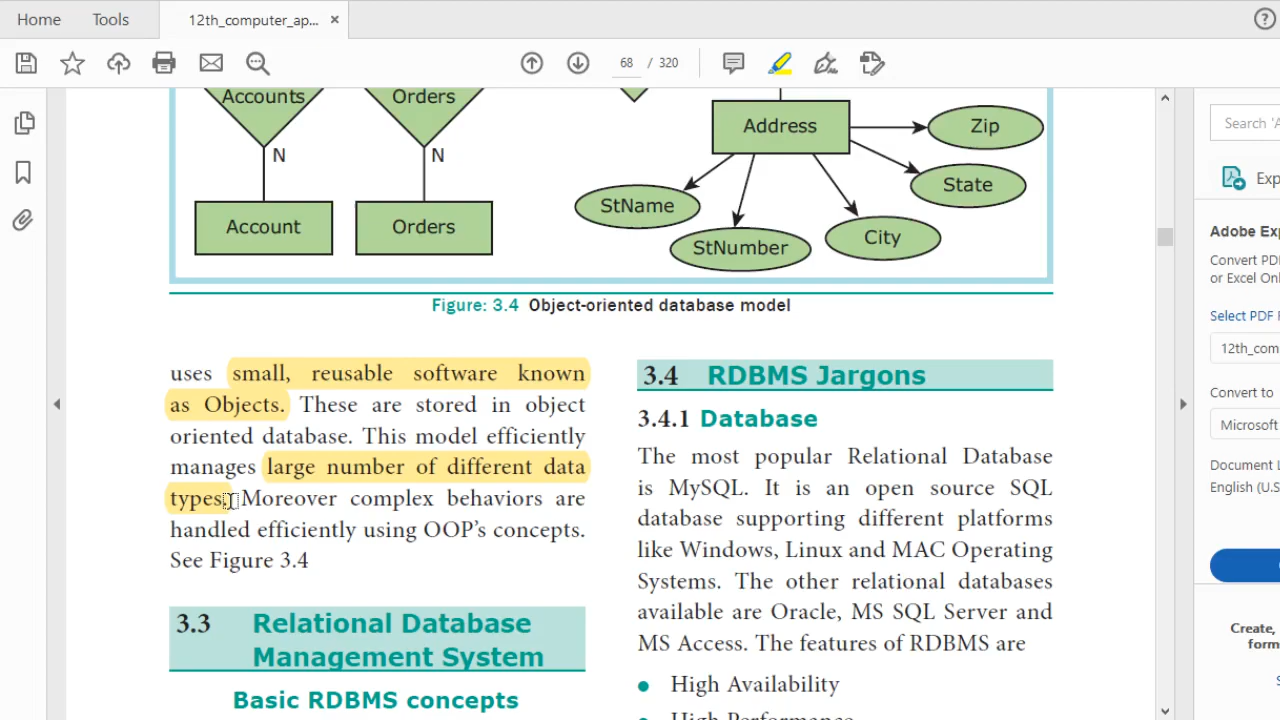 Home
Tools
12th_computer_ap...
×
?
68 / 320
Accounts
Orders
N
N
Account
Orders
Address
Zip
State
StName
StNumber
City
Figure: 3.4 Object-oriented database model
uses small, reusable software known
as Objects. These are stored in object
oriented database. This model efficiently
manages large number of different data
types. Moreover complex behaviors are
handled efficiently using OOP’s concepts.
See Figure 3.4
3.3 Relational Database
Management System
Basic RDBMS concepts
3.4 RDBMS Jargons
3.4.1 Database
The most popular Relational Database
is MySQL. It is an open source SQL
database supporting different platforms
like Windows, Linux and MAC Operating
Systems. The other relational databases
available are Oracle, MS SQL Server and
MS Access. The features of RDBMS are
High Availability
High Performance
Search 'A
Exp
Adobe Exp
Convert PDF
or Excel Onl
Select PDF F
12th_com
Convert to
Microsoft
Document L
English (U.S
Create,
form
S